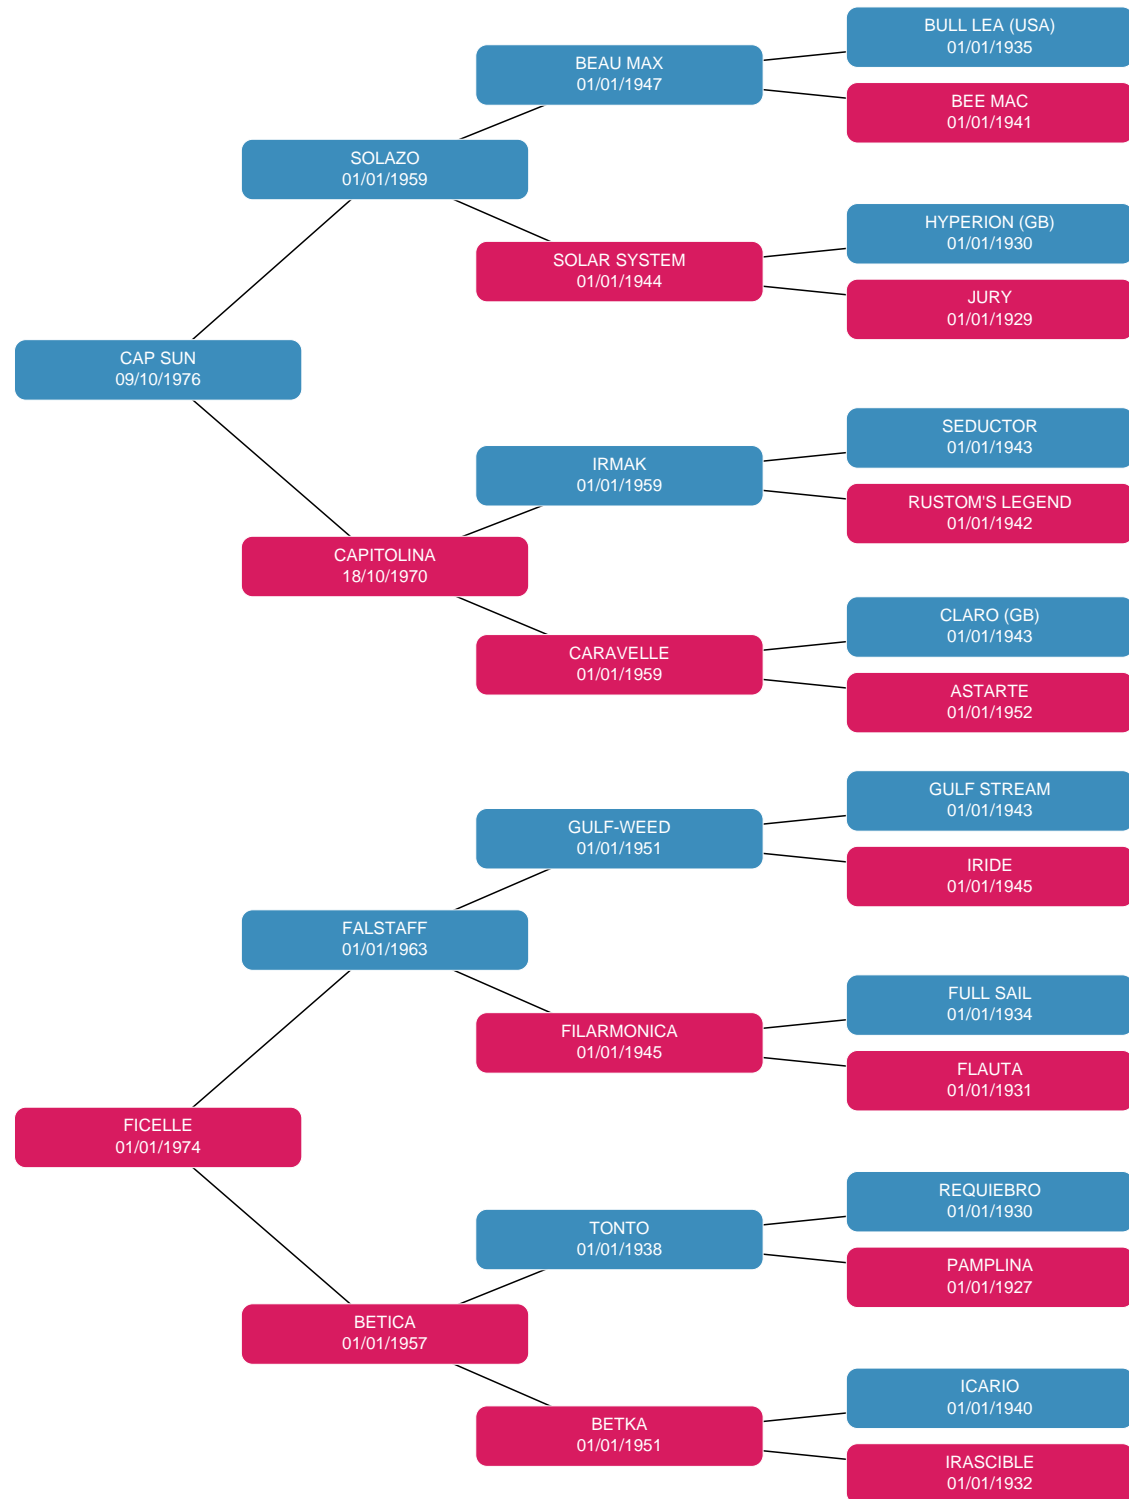 BULL LEA (USA)
01/01/1935
BEAU MAX
01/01/1947
BEE MAC
01/01/1941
SOLAZO
01/01/1959
HYPERION (GB)
01/01/1930
SOLAR SYSTEM
01/01/1944
JURY
01/01/1929
CAP SUN
09/10/1976
SEDUCTOR
01/01/1943
IRMAK
01/01/1959
RUSTOM'S LEGEND
01/01/1942
CAPITOLINA
18/10/1970
CLARO (GB)
01/01/1943
CARAVELLE
01/01/1959
ASTARTE
01/01/1952
GULF STREAM
01/01/1943
GULF-WEED
01/01/1951
IRIDE
01/01/1945
FALSTAFF
01/01/1963
FULL SAIL
01/01/1934
FILARMONICA
01/01/1945
FLAUTA
01/01/1931
FICELLE
01/01/1974
REQUIEBRO
01/01/1930
TONTO
01/01/1938
PAMPLINA
01/01/1927
BETICA
01/01/1957
ICARIO
01/01/1940
BETKA
01/01/1951
IRASCIBLE
01/01/1932